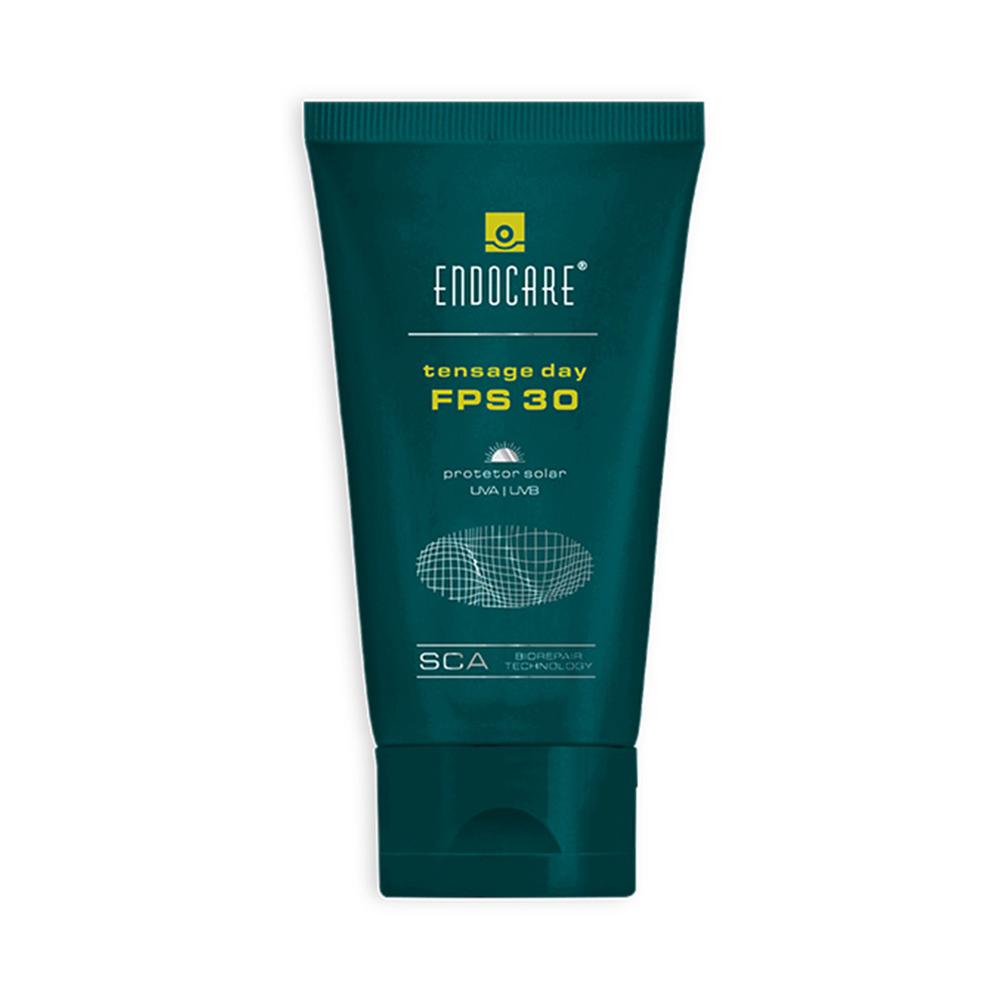 ENDOCARE®
tensage day
FPS 30
protetor solar
UVA | UVB
SCA BIOREPAIR
TECHNOLOGY